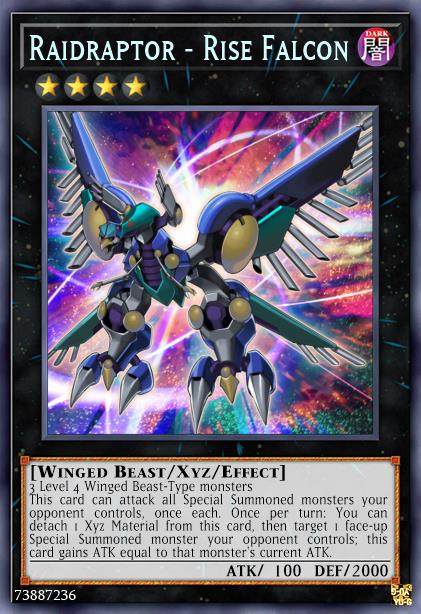 Raidraptor - Rise Falcon
DARK
闇
[Winged Beast/Xyz/Effect]
3 Level 4 Winged Beast-Type monsters
This card can attack all Special Summoned monsters your
opponent controls, once each. Once per turn: You can
detach 1 Xyz Material from this card, then target 1 face-up
Special Summoned monster your opponent controls; this
card gains ATK equal to that monster's current ATK.
ATK/ 100 DEF/2000
73887236